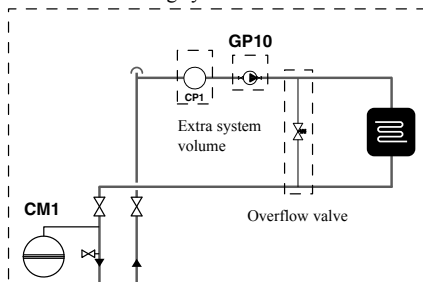 GP10
CP1
Extra system
volume
CM1
Overflow valve